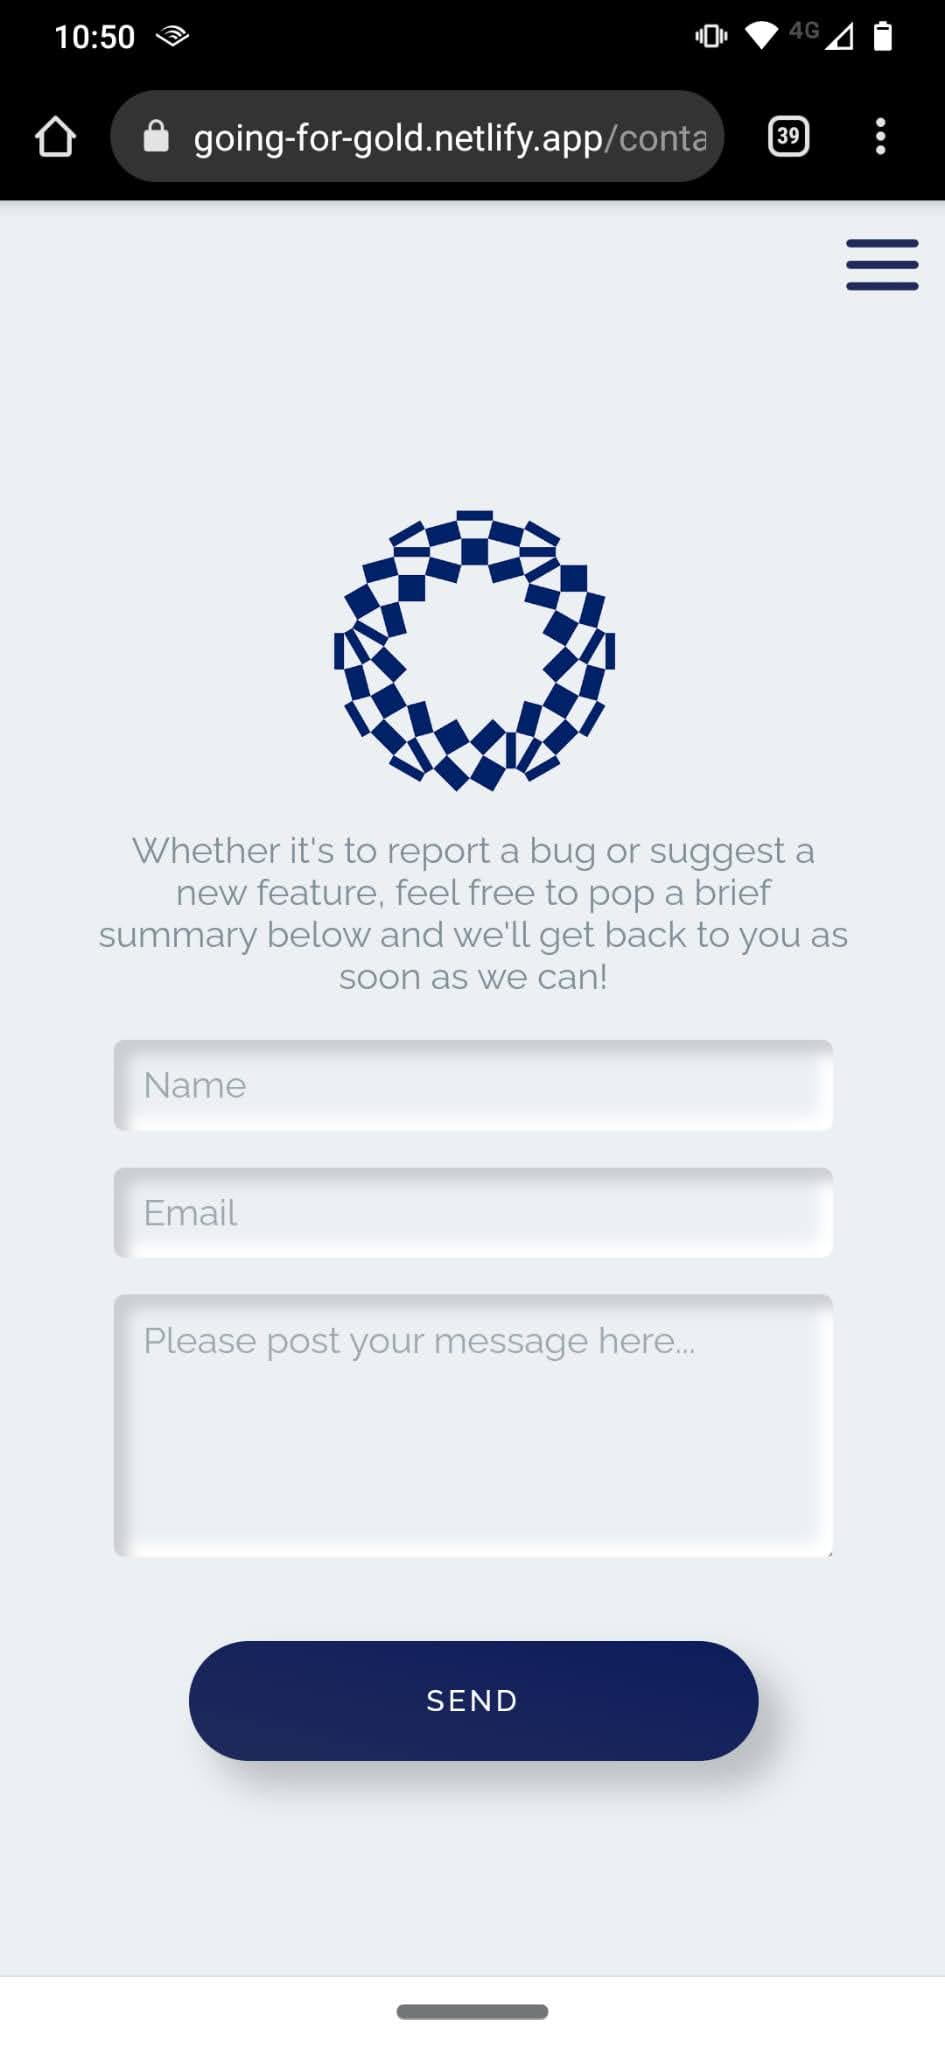 10:50
4G
going-for-gold.netlify.app/conta
39
Whether it's to report a bug or suggest a
new feature, feel free to pop a brief
summary below and we'll get back to you as
soon as we can!
Name
Email
Please post your message here...
SEND